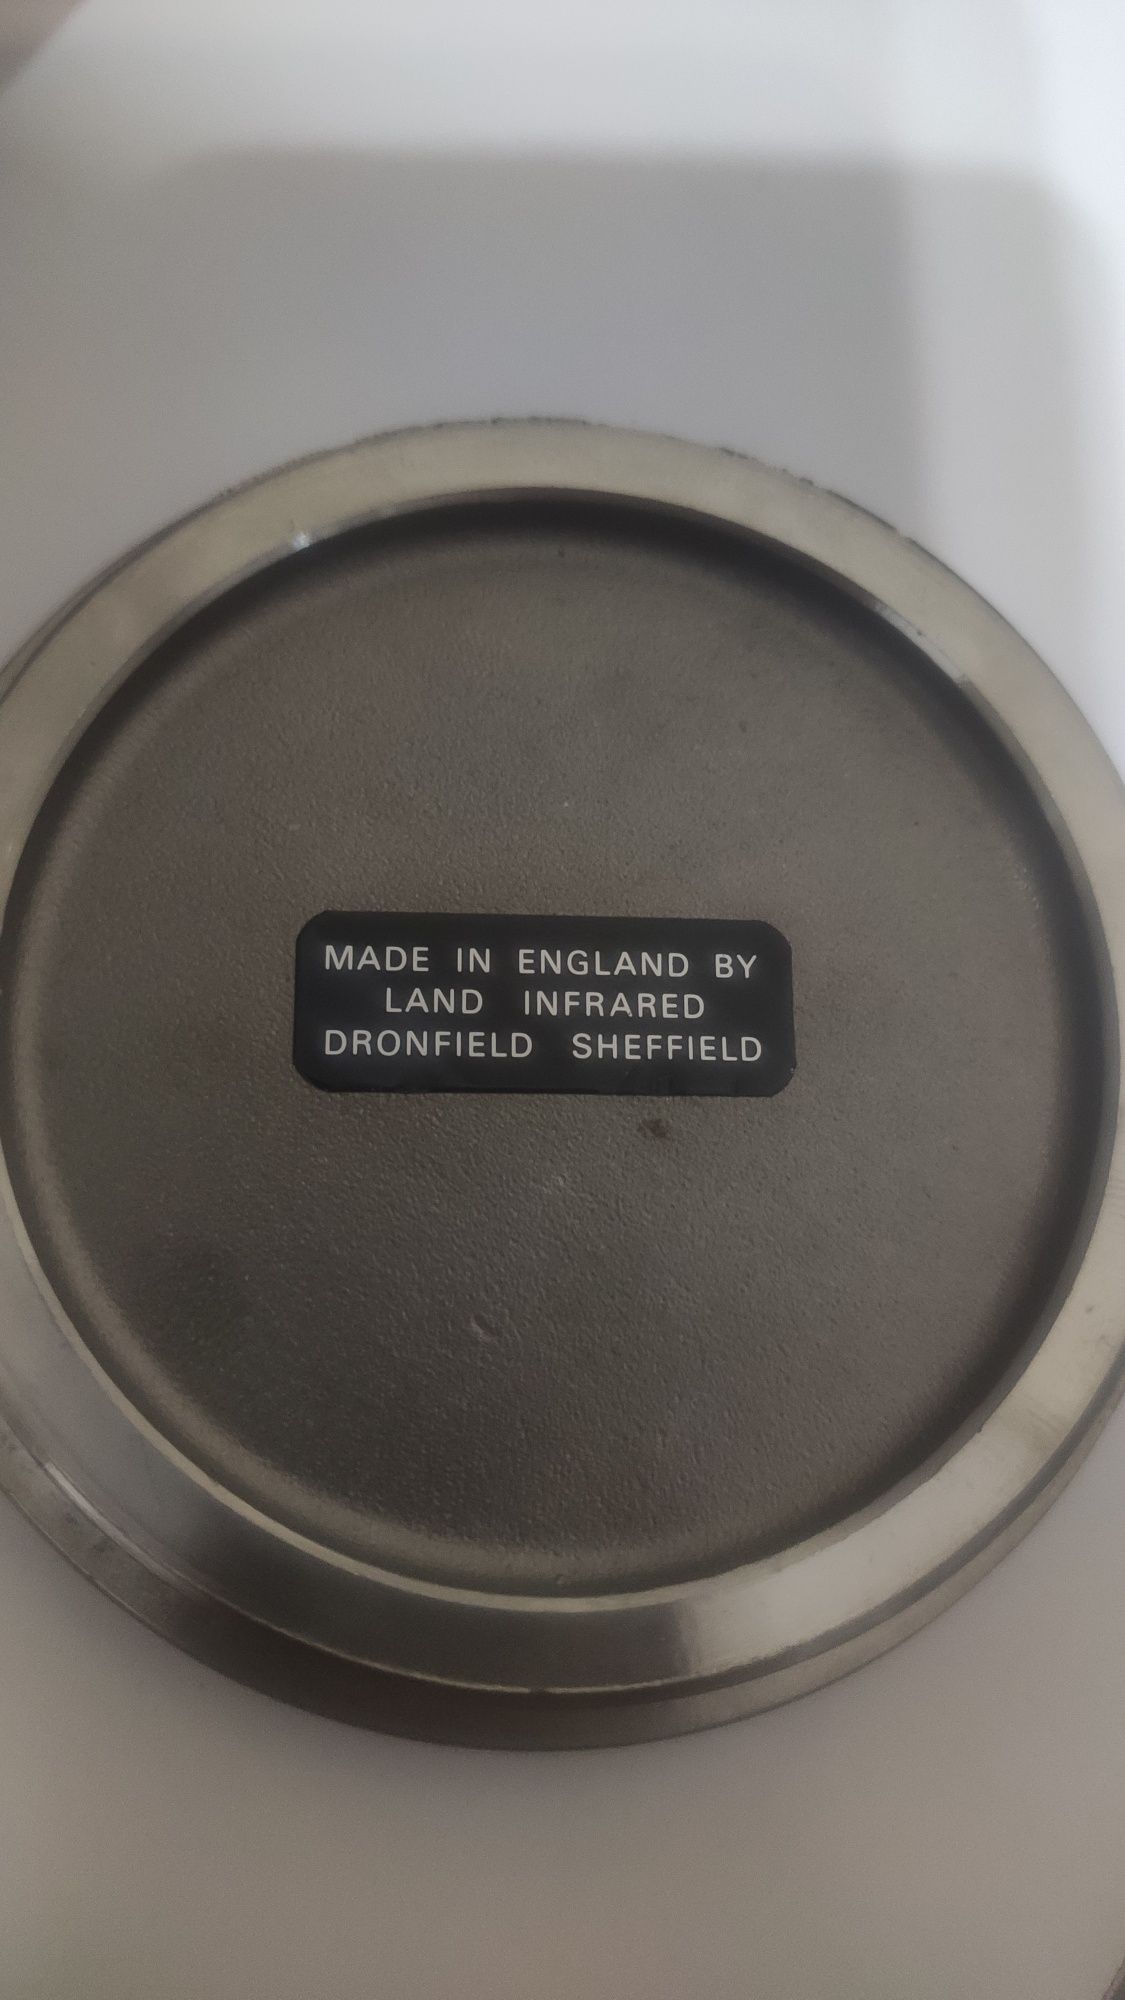 MADE IN ENGLAND BY
LAND INFRARED
DRONFIELD SHEFFIELD